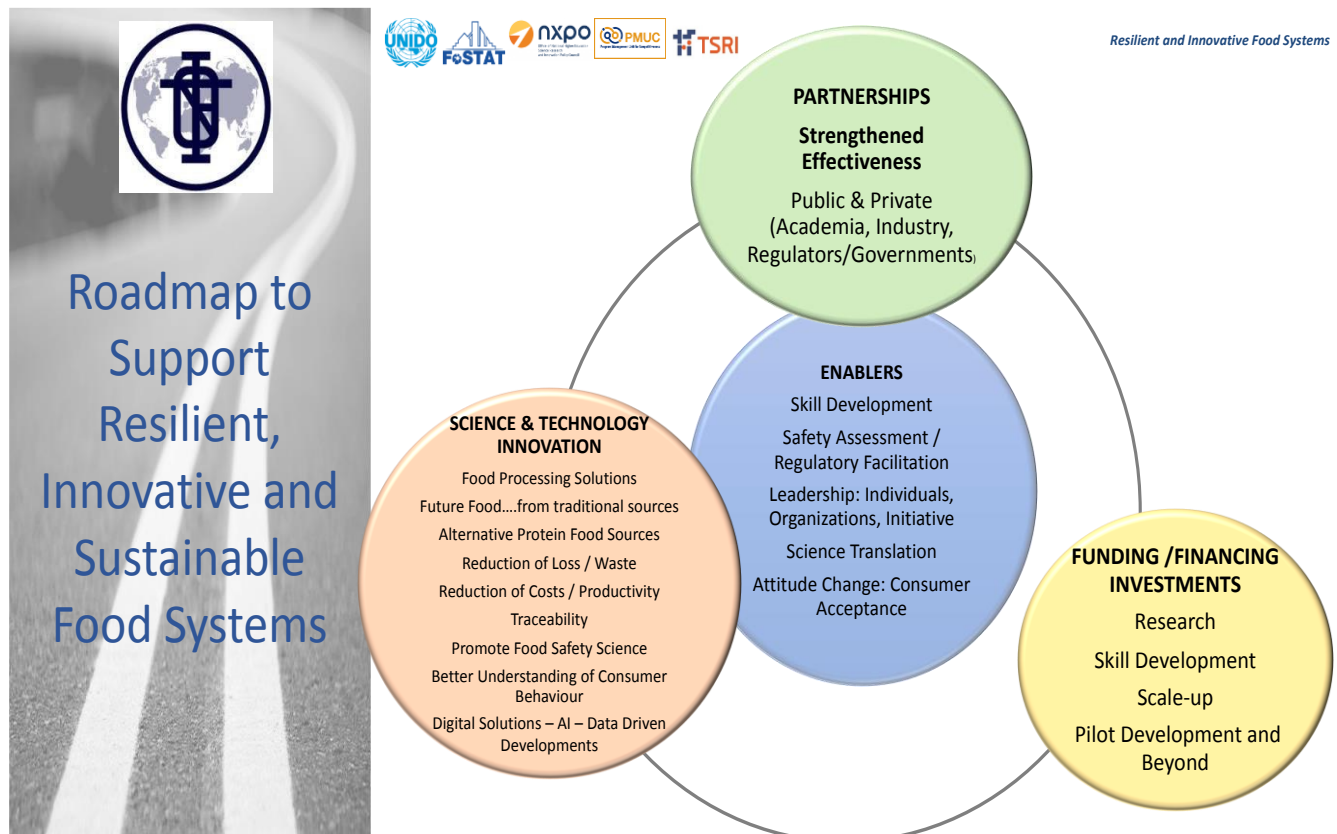 Roadmap to
Support
Resilient,
Innovative and
Sustainable
Food Systems
UNIDO
FoSTAT
nxpo
PMUC
TSRI
Resilient and Innovative Food Systems
PARTNERSHIPS
Strengthened
Effectiveness
Public & Private
(Academia, Industry,
Regulators/Governments)
ENABLERS
Skill Development
Safety Assessment /
Regulatory Facilitation
Leadership: Individuals,
Organizations, Initiative
Science Translation
Attitude Change: Consumer
Acceptance
SCIENCE & TECHNOLOGY
INNOVATION
Food Processing Solutions
Future Food....from traditional sources
Alternative Protein Food Sources
Reduction of Loss / Waste
Reduction of Costs / Productivity
Traceability
Promote Food Safety Science
Better Understanding of Consumer
Behaviour
Digital Solutions – AI – Data Driven
Developments
FUNDING /FINANCING
INVESTMENTS
Research
Skill Development
Scale-up
Pilot Development and
Beyond